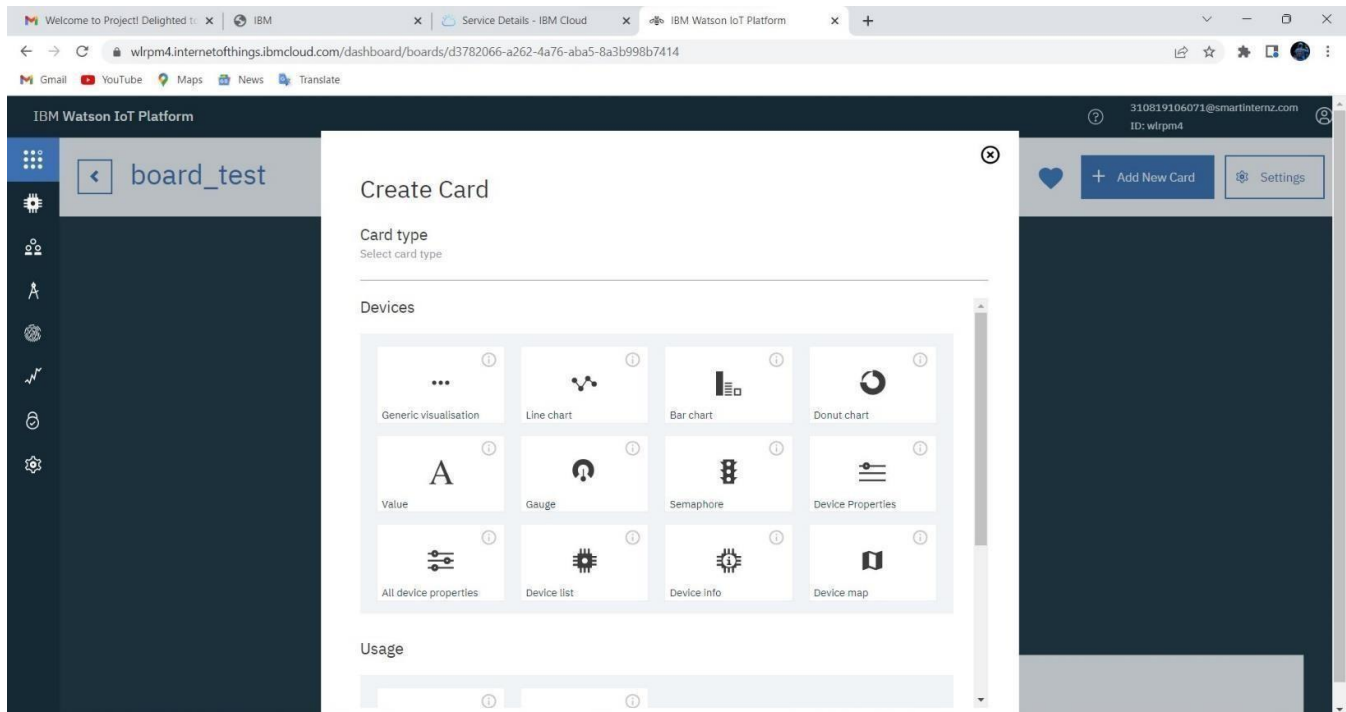 Welcome to Project! Delighted to
IBM
Service Details - IBM Cloud
IBM Watson IoT Platform
wlrpm4.internetofthings.ibmcloud.com/dashboard/boards/d3782066-a262-4a76-aba5-8a3b998b7414
Gmail
YouTube
Maps
News
Translate
IBM Watson IoT Platform
310819106071@smartinternz.com
ID: wlrpm4
board_test
+ Add New Card
Settings
Create Card
Card type
Select card type
Devices
Generic visualisation
Line chart
Bar chart
Donut chart
A
Value
Gauge
Semaphore
Device Properties
All device properties
Device list
Device info
Device map
Usage